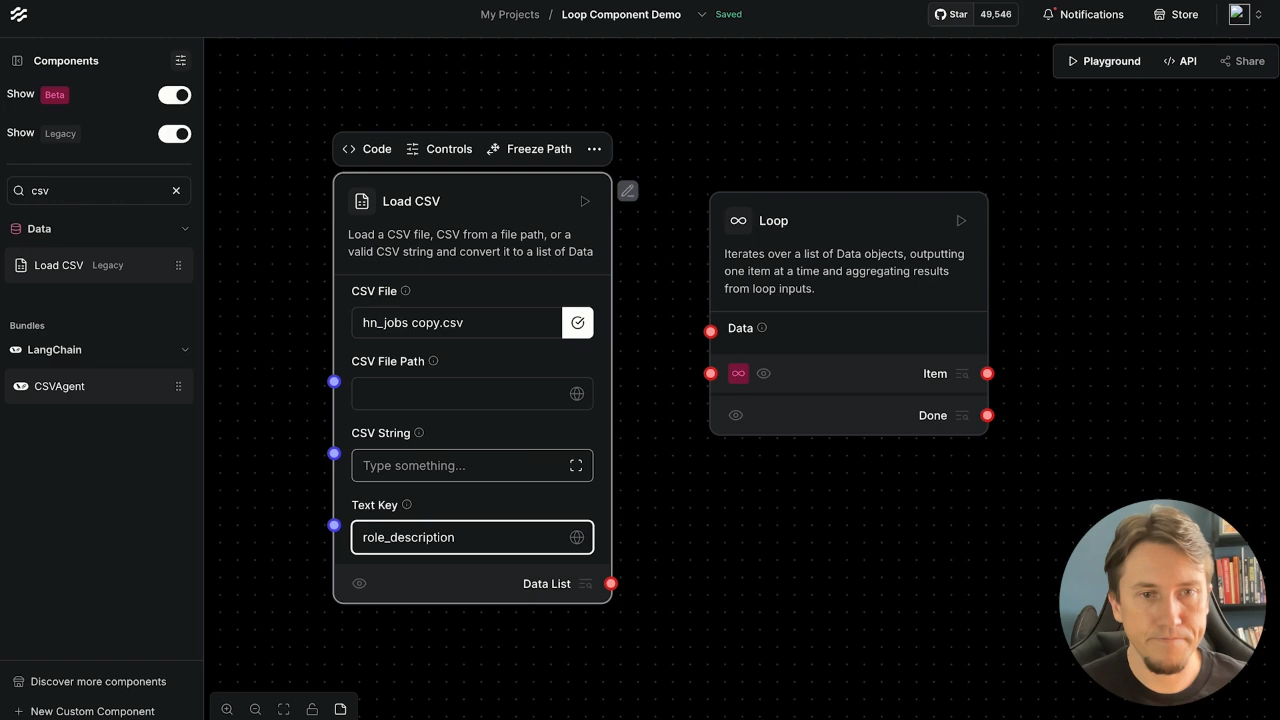 My Projects / Loop Component Demo Saved
Star 49,546
Notifications
Store
Components
Show Beta
Show Legacy
csv
Data
Load CSV Legacy
Bundles
LangChain
CSVAgent
Discover more components
New Custom Component
Playground
API
Share
Code
Controls
Freeze Path
Load CSV
Load a CSV file, CSV from a file path, or a
valid CSV string and convert it to a list of Data
CSV File
hn_jobs copy.csv
CSV File Path
CSV String
Type something...
Text Key
role_description
Data List
Loop
Iterates over a list of Data objects, outputting
one item at a time and aggregating results
from loop inputs.
Data
Item
Done